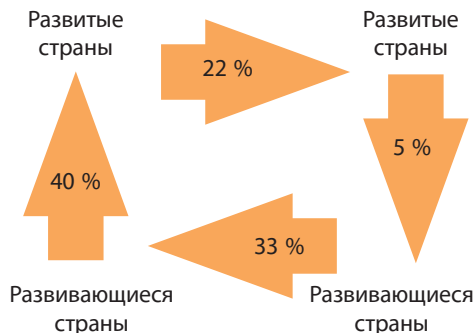 Развитые
страны
Развитые
страны
22 %
40 %
5 %
33 %
Развивающиеся
страны
Развивающиеся
страны